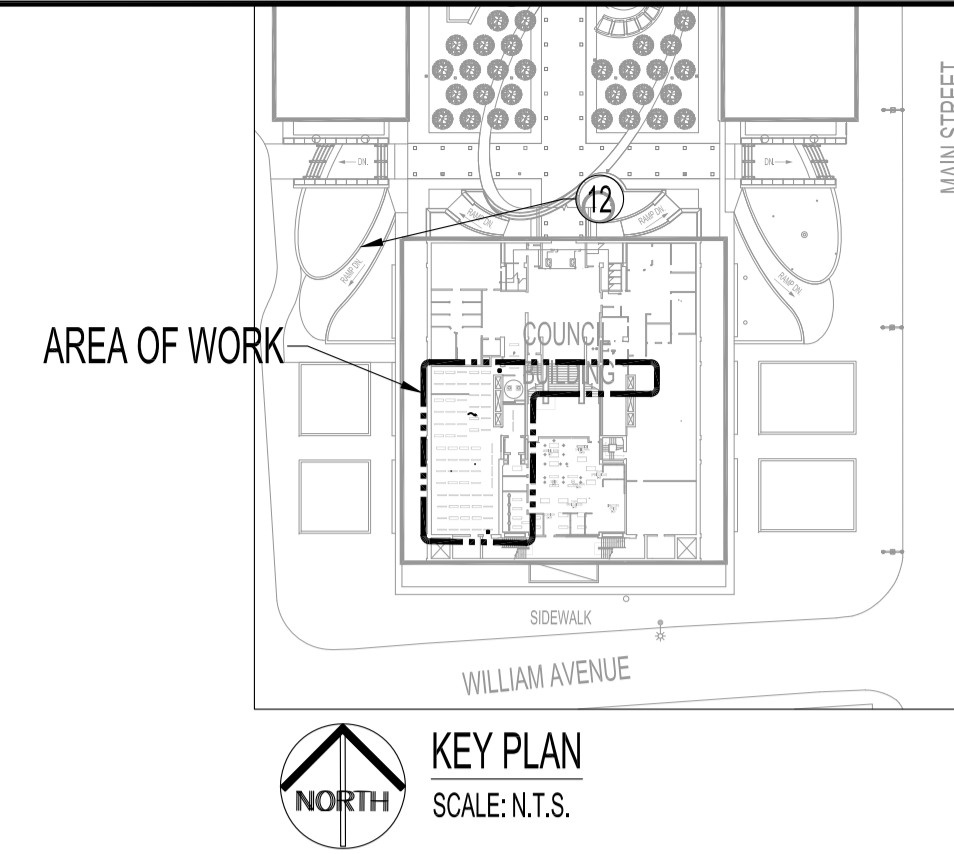 MAIN STREET
DN.
DN.
12
RAMP DN.
RAMP DN.
RAMP DN.
RAMP DN.
AREA OF WORK
COUNCIL
BUILDING
SIDEWALK
WILLIAM AVENUE
NORTH
KEY PLAN
SCALE: N.T.S.